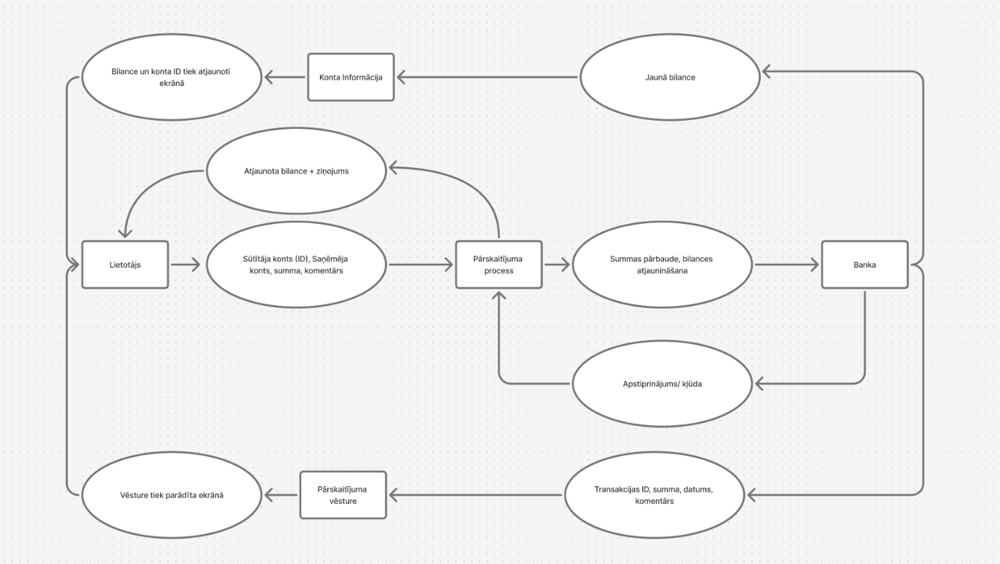 Bilance un konta ID tiek atjaunoti
ekrānā
Konta Informācija
Jaunā bilance
Atjaunota bilance + ziņojums
Lietotājs
Sūtītāja konts (ID), Saņēmēja
konts, summa, komentārs
Pārskaitījuma
process
Summas pārbaude, bilances
atjaunināšana
Banka
Apstiprinājums/ kļūda
Vēsture tiek parādīta ekrānā
Pārskaitījuma
vēsture
Transakcijas ID, summa, datums,
komentārs